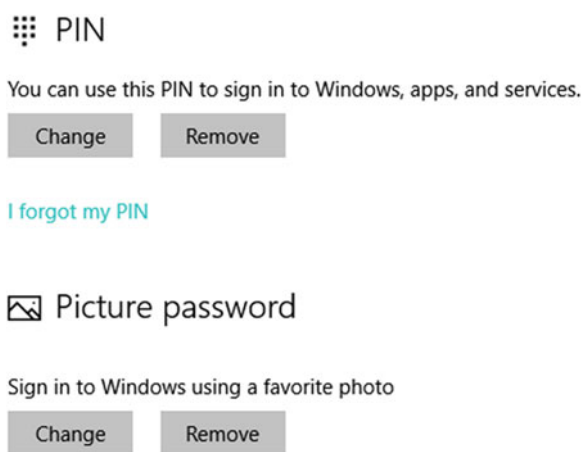 PIN
You can use this PIN to sign in to Windows, apps, and services.
Change Remove
I forgot my PIN
Picture password
Sign in to Windows using a favorite photo
Change Remove